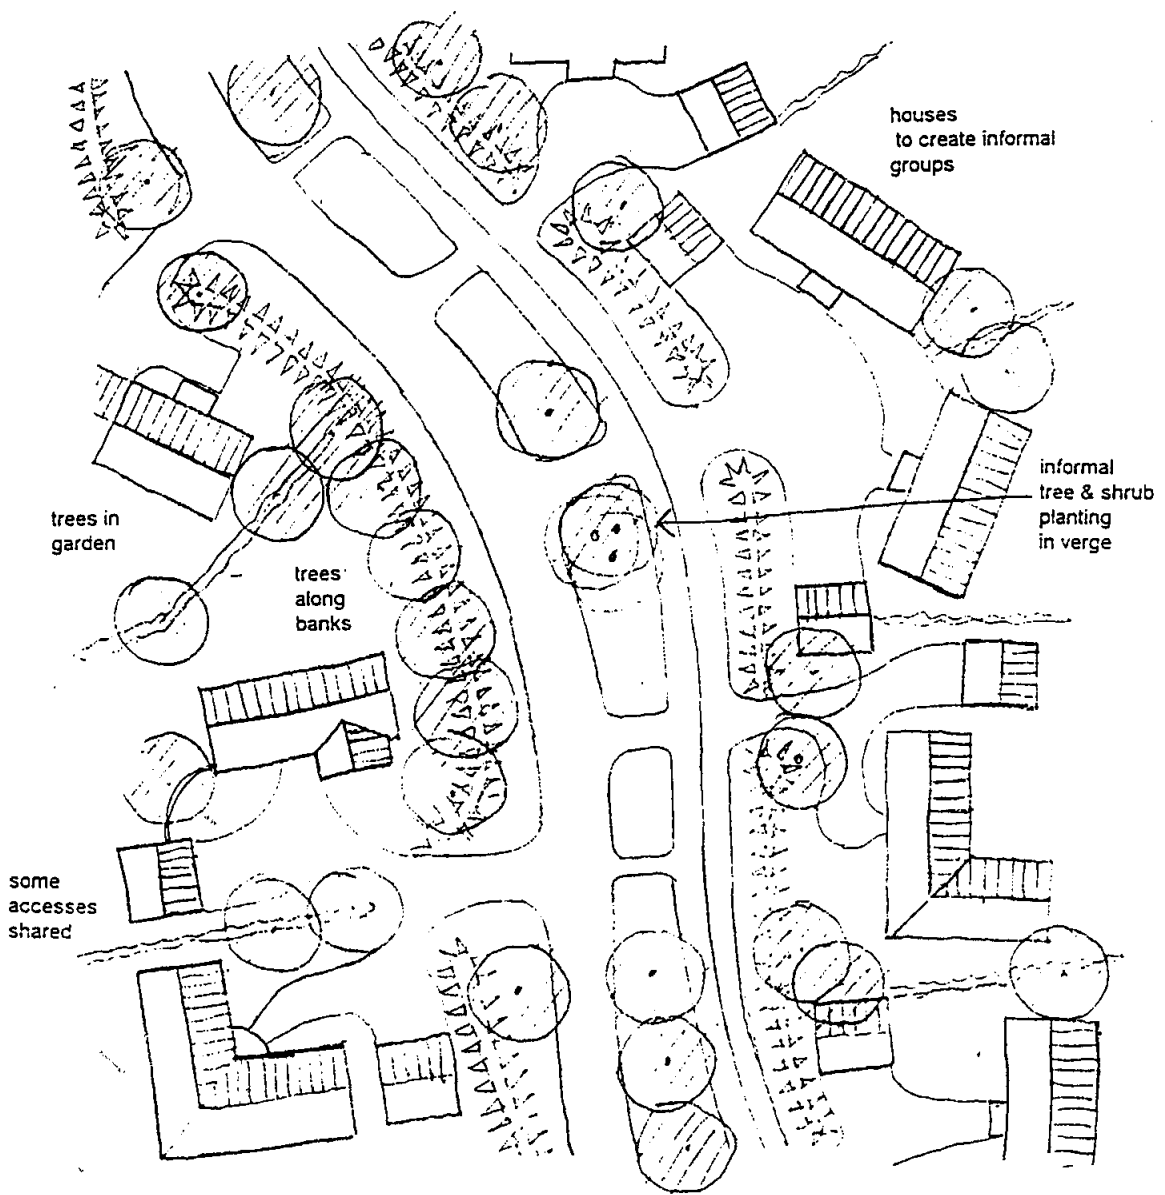 houses
to create informal
groups
informal
tree & shrub
planting
in verge
trees in
garden
trees
along
banks
some
accesses
shared